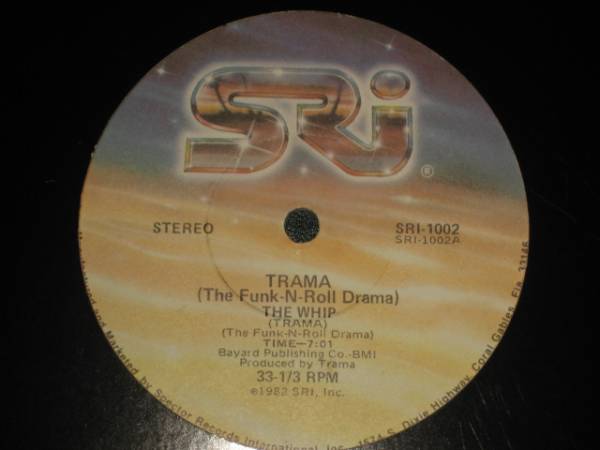 SRi
®
STEREO
SRI-1002
SRI-1002A
TRAMA
(The Funk-N-Roll Drama)
THE WHIP
(TRAMA)
(The Funk-N-Roll Drama)
TIME—7:01
Bayard Publishing Co.-BMI
Produced by Trama
33-1/3 RPM
©1982 SRI, Inc.
and Marketed by Spector Records International, Inc. S. Dixie Highway, Coral Gables, Fla. 33146